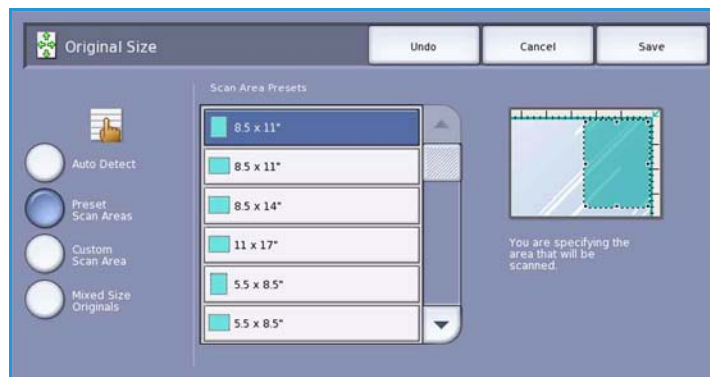 Original Size
Undo
Cancel
Save
Scan Area Presets
Auto Detect
Preset
Scan Areas
Custom
Scan Area
Mixed Size
Originals
8.5 x 11"
8.5 x 11"
8.5 x 14"
11 x 17"
5.5 x 8.5"
5.5 x 8.5"
You are specifying the
area that will be
scanned.